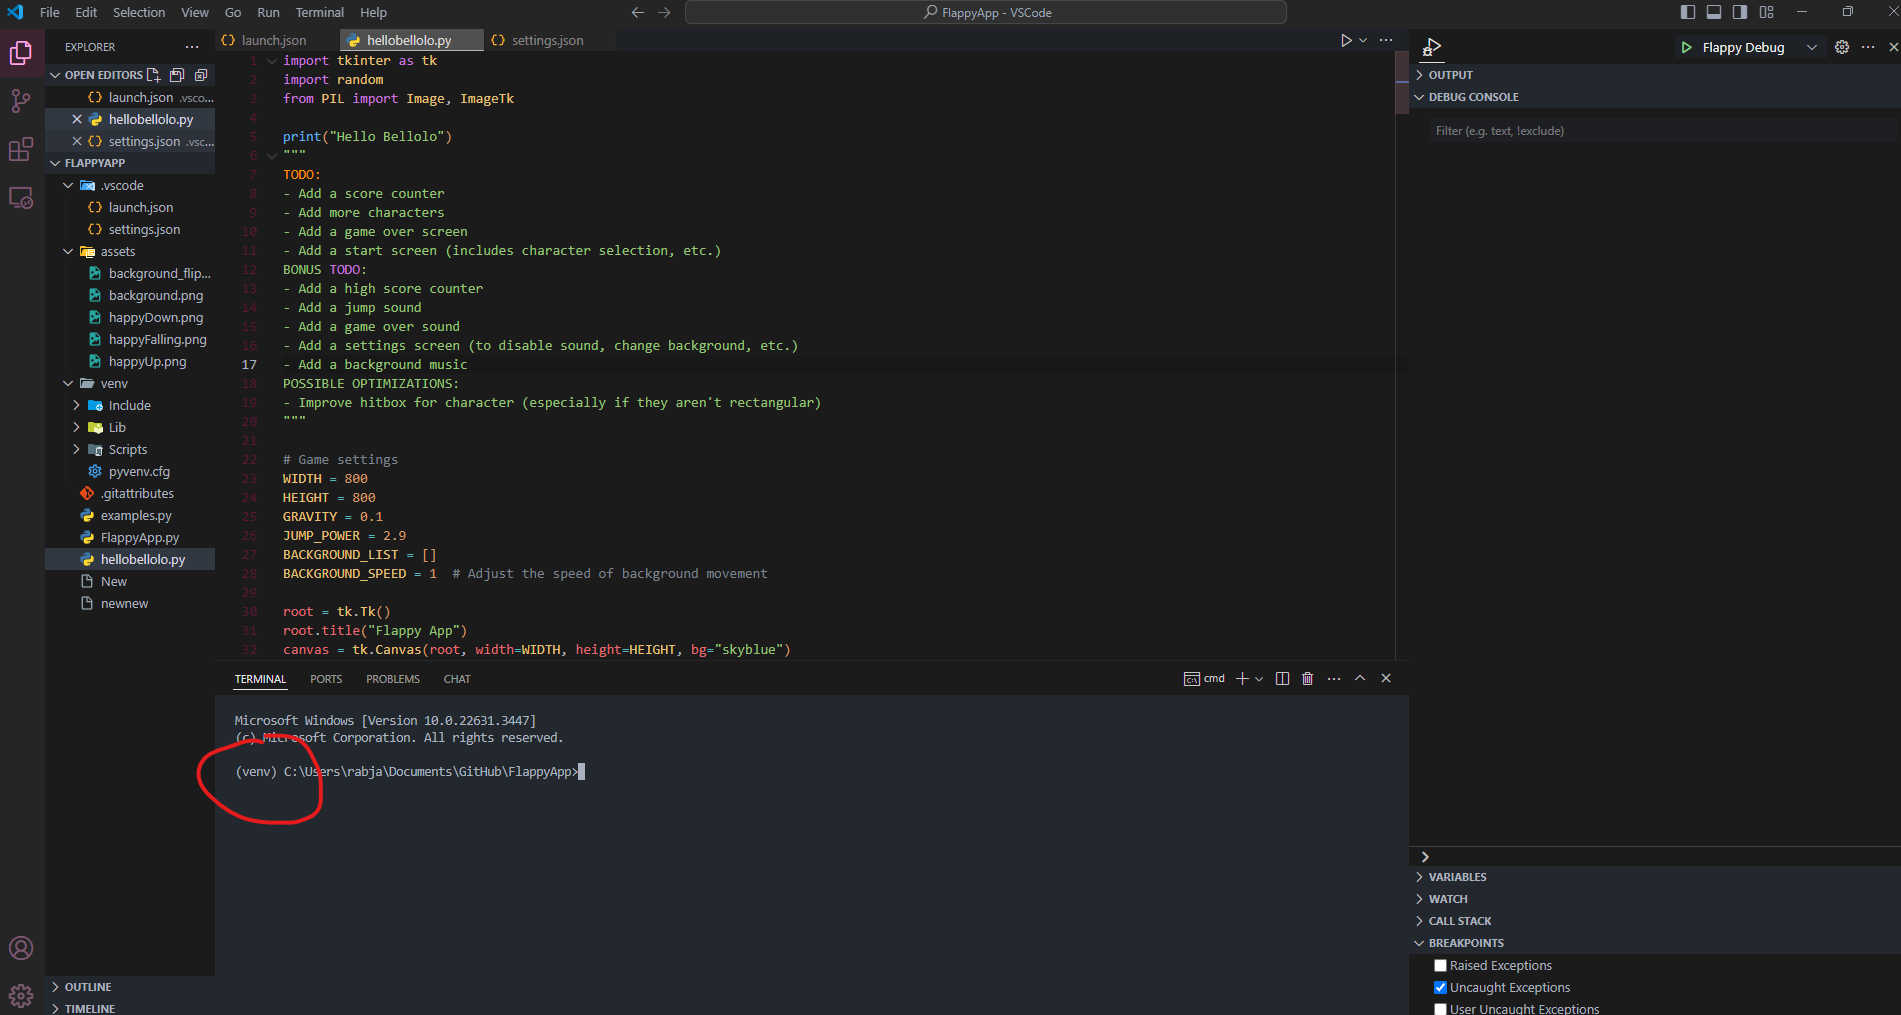 File Edit Selection View Go Run Terminal Help
FlappyApp - VSCode
EXPLORER
OPEN EDITORS
launch.json .vsco...
hellobellolo.py
settings.json .vsc...
FLAPPYAPP
.vscode
launch.json
settings.json
assets
background_flip...
background.png
happyDown.png
happyFalling.png
happyUp.png
venv
Include
Lib
Scripts
pyvenv.cfg
.gitattributes
examples.py
FlappyApp.py
hellobellolo.py
New
newnew
OUTLINE
TIMELINE
launch.json hellobellolo.py settings.json
1 import tkinter as tk
2 import random
3 from PIL import Image, ImageTk
4
5 print("Hello Bellolo")
6 """
7 TODO:
8 - Add a score counter
9 - Add more characters
10 - Add a game over screen
11 - Add a start screen (includes character selection, etc.)
12 BONUS TODO:
13 - Add a high score counter
14 - Add a jump sound
15 - Add a game over sound
16 - Add a settings screen (to disable sound, change background, etc.)
17 - Add a background music
18 POSSIBLE OPTIMIZATIONS:
19 - Improve hitbox for character (especially if they aren't rectangular)
20 """
21
22 # Game settings
23 WIDTH = 800
24 HEIGHT = 800
25 GRAVITY = 0.1
26 JUMP_POWER = 2.9
27 BACKGROUND_LIST = []
28 BACKGROUND_SPEED = 1  # Adjust the speed of background movement
29
30 root = tk.Tk()
31 root.title("Flappy App")
32 canvas = tk.Canvas(root, width=WIDTH, height=HEIGHT, bg="skyblue")
TERMINAL PORTS PROBLEMS CHAT
cmd
Microsoft Windows [Version 10.0.22631.3447]
(c) Microsoft Corporation. All rights reserved.
(venv) C:\Users\rabja\Documents\GitHub\FlappyApp>
Flappy Debug
OUTPUT
DEBUG CONSOLE
Filter (e.g. text, !exclude)
VARIABLES
WATCH
CALL STACK
BREAKPOINTS
Raised Exceptions
Uncaught Exceptions
User Uncaught Exceptions